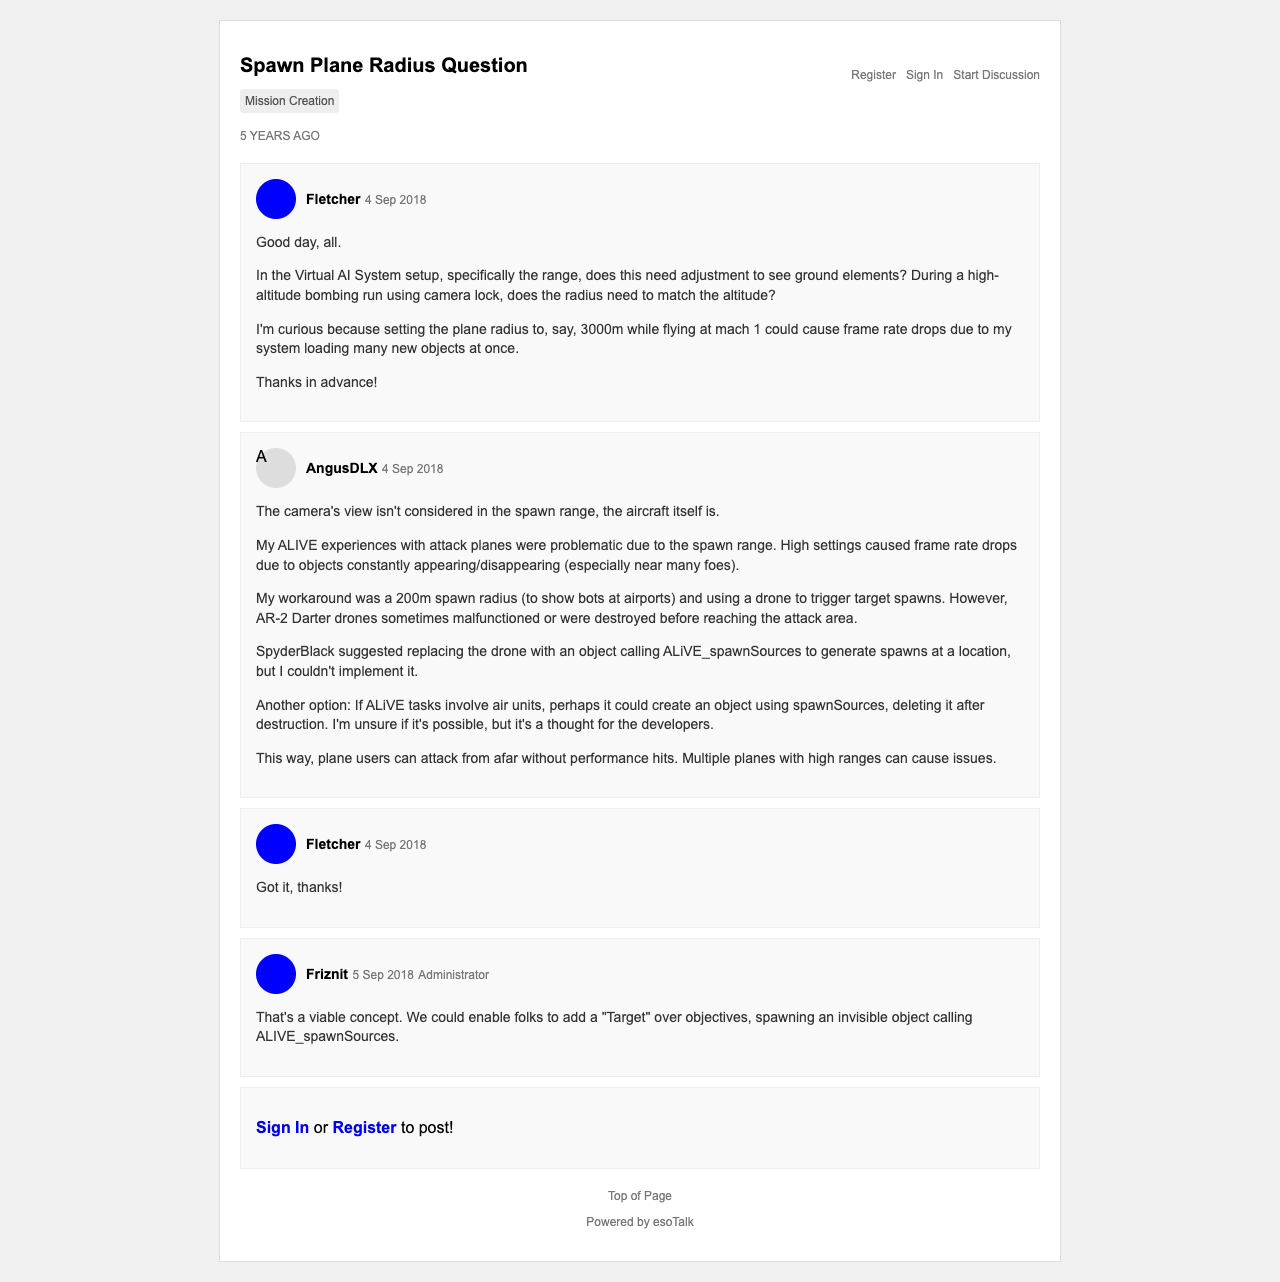 Spawn Plane Radius Question
Register Sign In Start Discussion
Mission Creation
5 YEARS AGO
Fletcher 4 Sep 2018
Good day, all.
In the Virtual AI System setup, specifically the range, does this need adjustment to see ground elements? During a high-
altitude bombing run using camera lock, does the radius need to match the altitude?
I'm curious because setting the plane radius to, say, 3000m while flying at mach 1 could cause frame rate drops due to my
system loading many new objects at once.
Thanks in advance!
A
AngusDLX 4 Sep 2018
The camera's view isn't considered in the spawn range, the aircraft itself is.
My ALIVE experiences with attack planes were problematic due to the spawn range. High settings caused frame rate drops
due to objects constantly appearing/disappearing (especially near many foes).
My workaround was a 200m spawn radius (to show bots at airports) and using a drone to trigger target spawns. However,
AR-2 Darter drones sometimes malfunctioned or were destroyed before reaching the attack area.
SpyderBlack suggested replacing the drone with an object calling ALiVE_spawnSources to generate spawns at a location,
but I couldn't implement it.
Another option: If ALiVE tasks involve air units, perhaps it could create an object using spawnSources, deleting it after
destruction. I'm unsure if it's possible, but it's a thought for the developers.
This way, plane users can attack from afar without performance hits. Multiple planes with high ranges can cause issues.
Fletcher 4 Sep 2018
Got it, thanks!
Friznit 5 Sep 2018 Administrator
That's a viable concept. We could enable folks to add a "Target" over objectives, spawning an invisible object calling
ALIVE_spawnSources.
Sign In or Register to post!
Top of Page
Powered by esoTalk